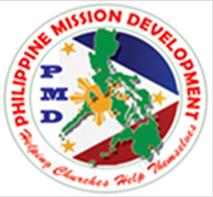 PHILIPPINE MISSION DEVELOPMENT
PMD
Helping Churches Help Themselves